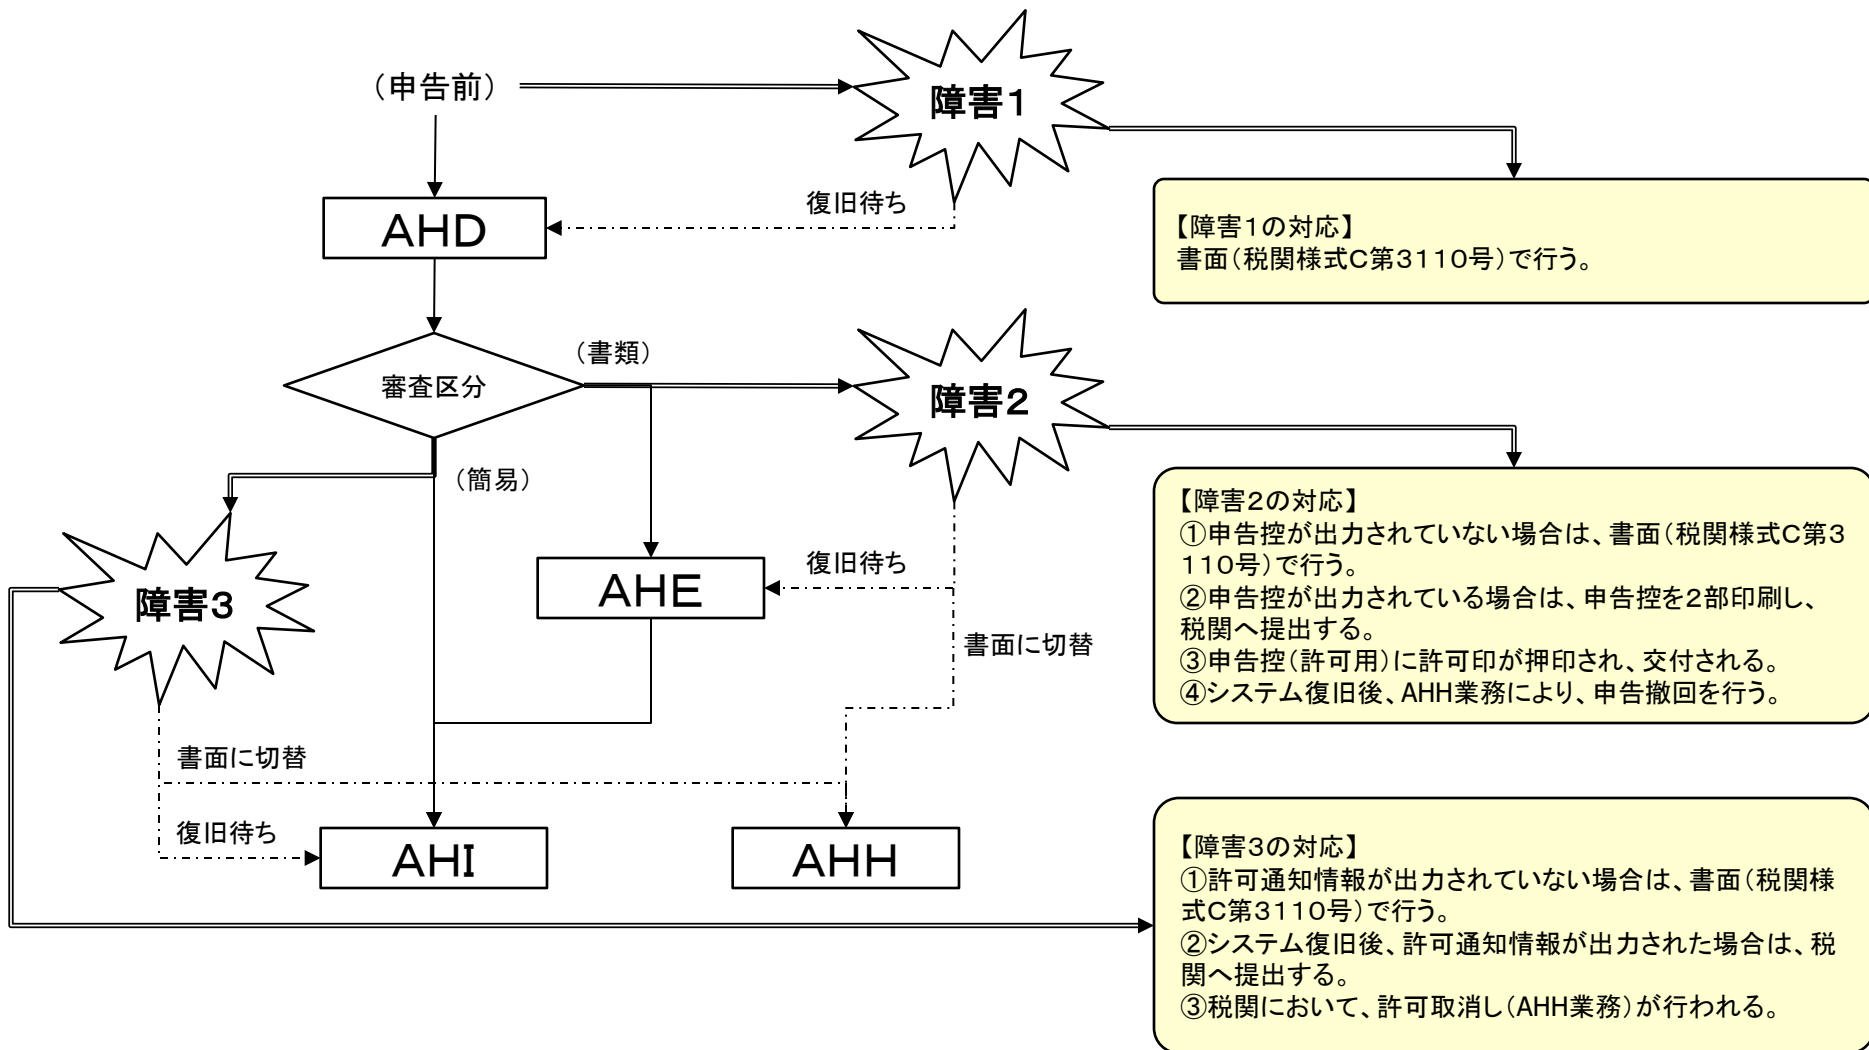 （申告前）
障害１
復旧待ち
AHD
【障害１の対応】
書面（税関様式C第３１１０号）で行う。
（書類）
審査区分
障害２
（簡易）
【障害２の対応】
①申告控が出力されていない場合は、書面（税関様式C第３
１１０号）で行う。
②申告控が出力されている場合は、申告控を２部印刷し、
税関へ提出する。
③申告控（許可用）に許可印が押印され、交付される。
④システム復旧後、AHH業務により、申告撤回を行う。
復旧待ち
AHE
障害３
書面に切替
書面に切替
復旧待ち
AHI
AHH
【障害３の対応】
①許可通知情報が出力されていない場合は、書面（税関様
式C第３１１０号）で行う。
②システム復旧後、許可通知情報が出力された場合は、税
関へ提出する。
③税関において、許可取消し（AHH業務）が行われる。